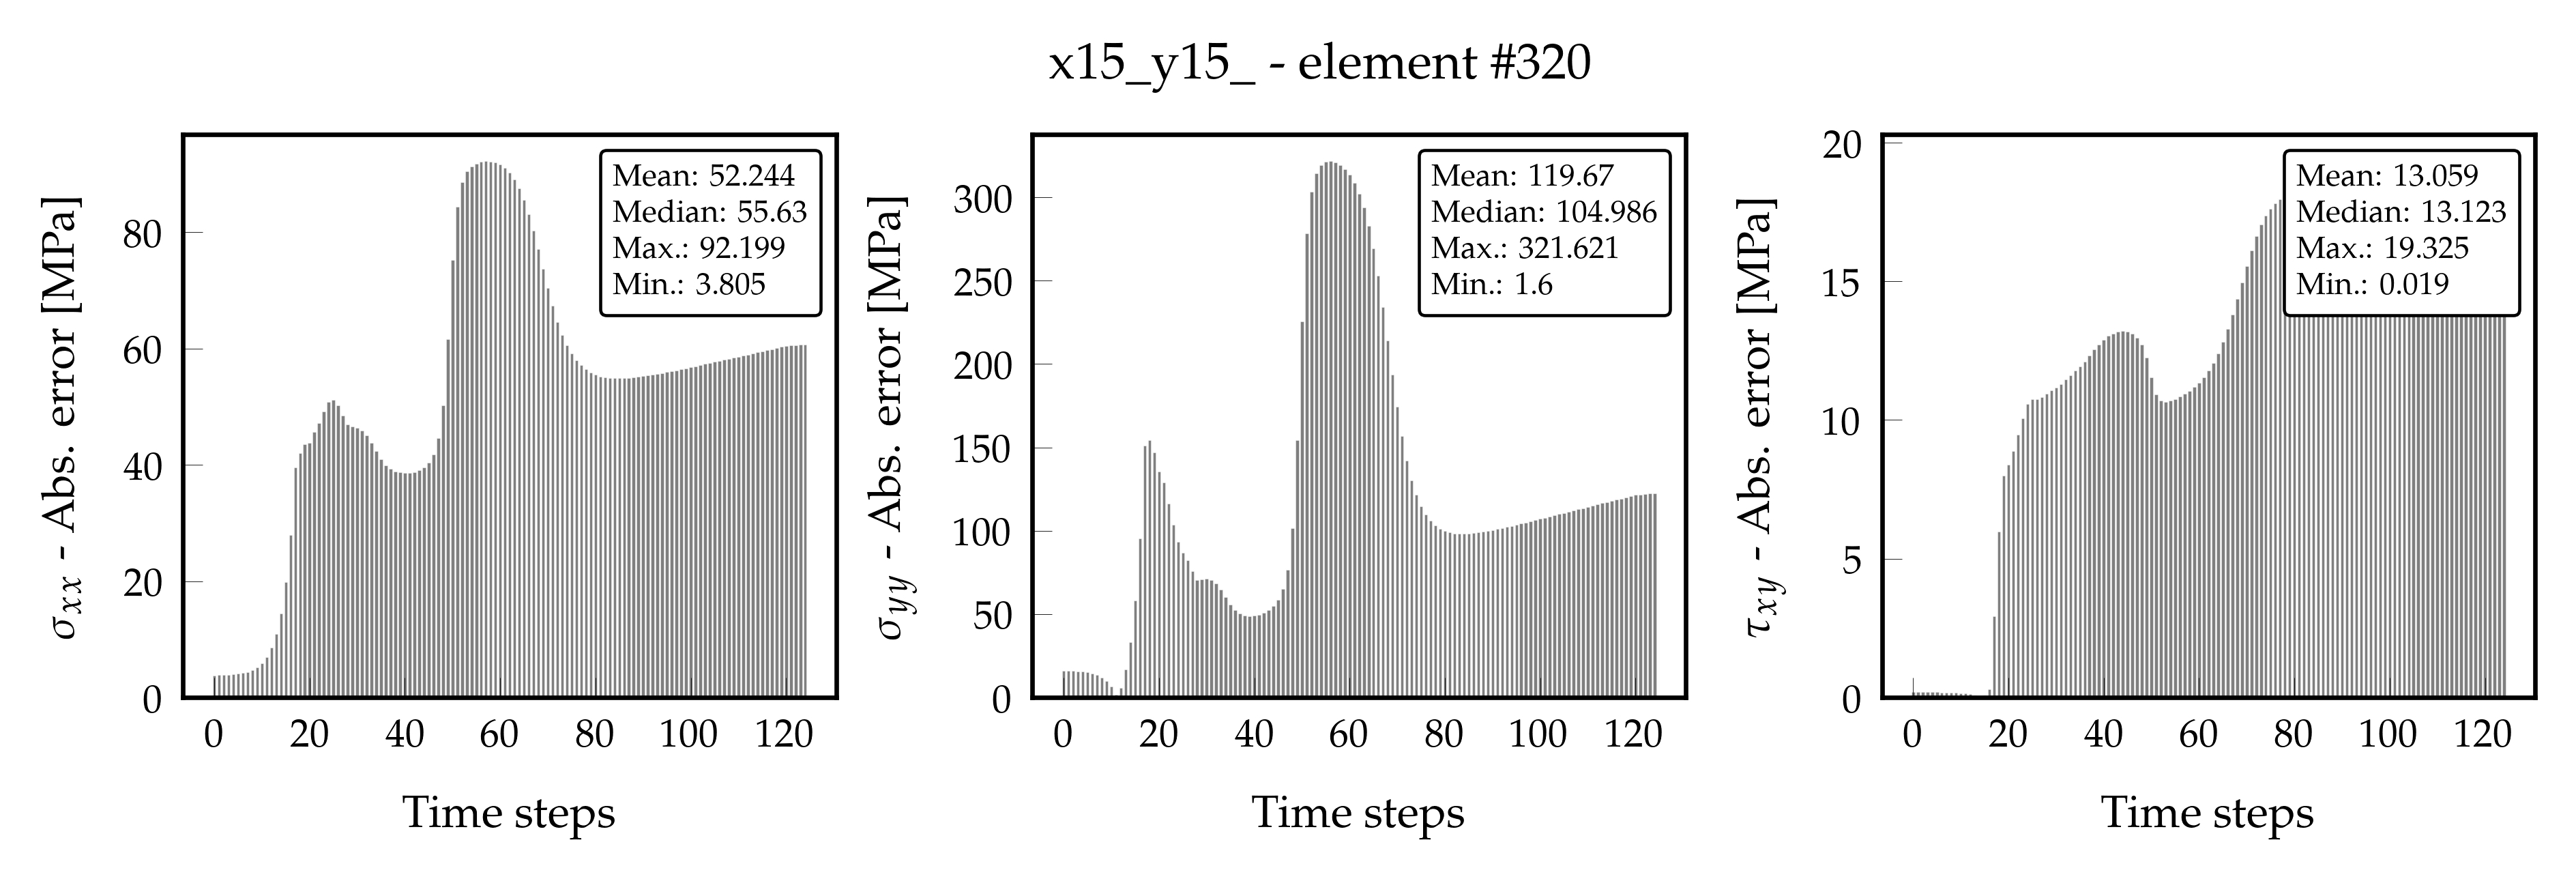 x15_y15_ - element #320
σxx - Abs. error [MPa]
80
60
40
20
0
Mean: 52.244
Median: 55.63
Max.: 92.199
Min.: 3.805
0 20 40 60 80 100 120
Time steps
σyy - Abs. error [MPa]
300
250
200
150
100
50
0
Mean: 119.67
Median: 104.986
Max.: 321.621
Min.: 1.6
0 20 40 60 80 100 120
Time steps
τxy - Abs. error [MPa]
20
15
10
5
0
Mean: 13.059
Median: 13.123
Max.: 19.325
Min.: 0.019
0 20 40 60 80 100 120
Time steps